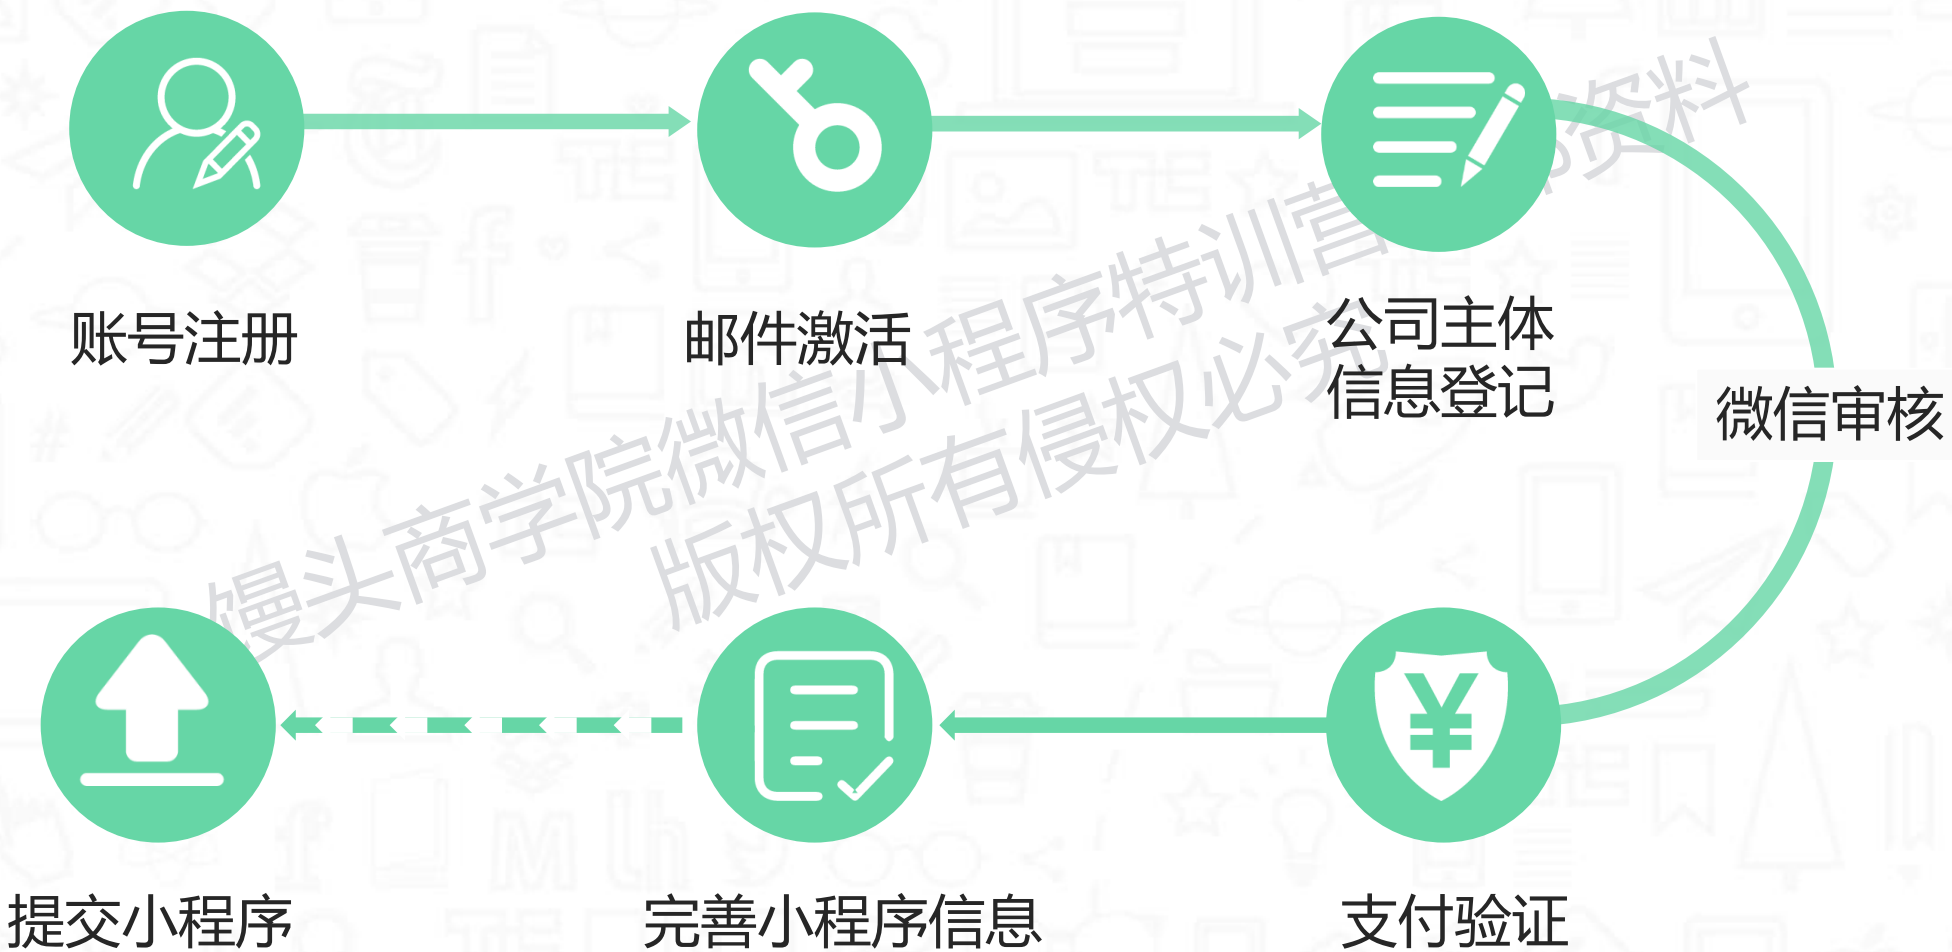 账号注册
邮件激活
公司主体
信息登记
微信审核
馒头商学院微信小程序特训营
资料
版权所有侵权必究
提交小程序
完善小程序信息
支付验证